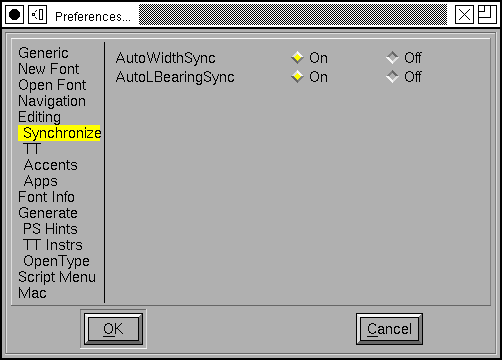 Preferences...
Generic
New Font
Open Font
Navigation
Editing
Synchronize
TT
Accents
Apps
Font Info
Generate
PS Hints
TT Instrs
OpenType
Script Menu
Mac
AutoWidthSync On Off
AutoLBearingSync On Off
OK Cancel